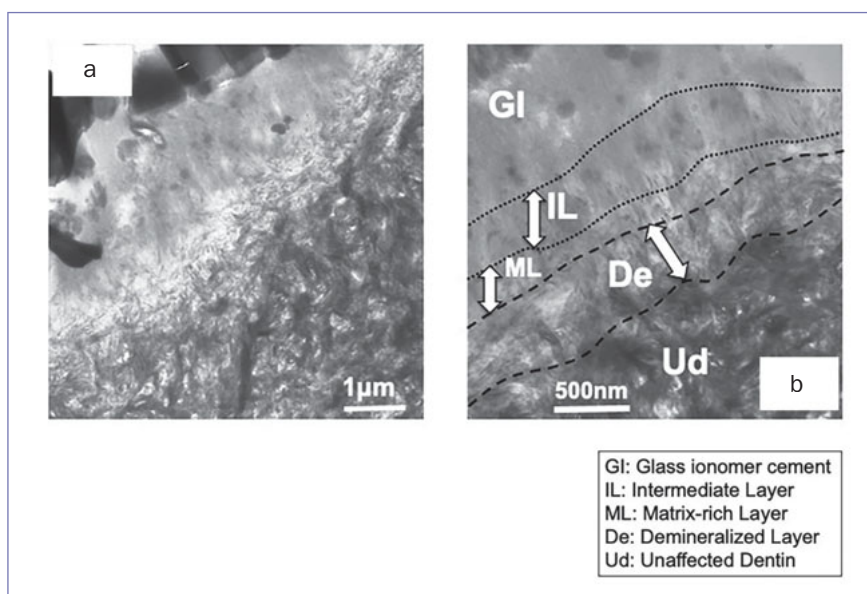 a
1μm
GI
IL
ML
De
Ud
500nm
b
GI: Glass ionomer cement
IL: Intermediate Layer
ML: Matrix-rich Layer
De: Demineralized Layer
Ud: Unaffected Dentin